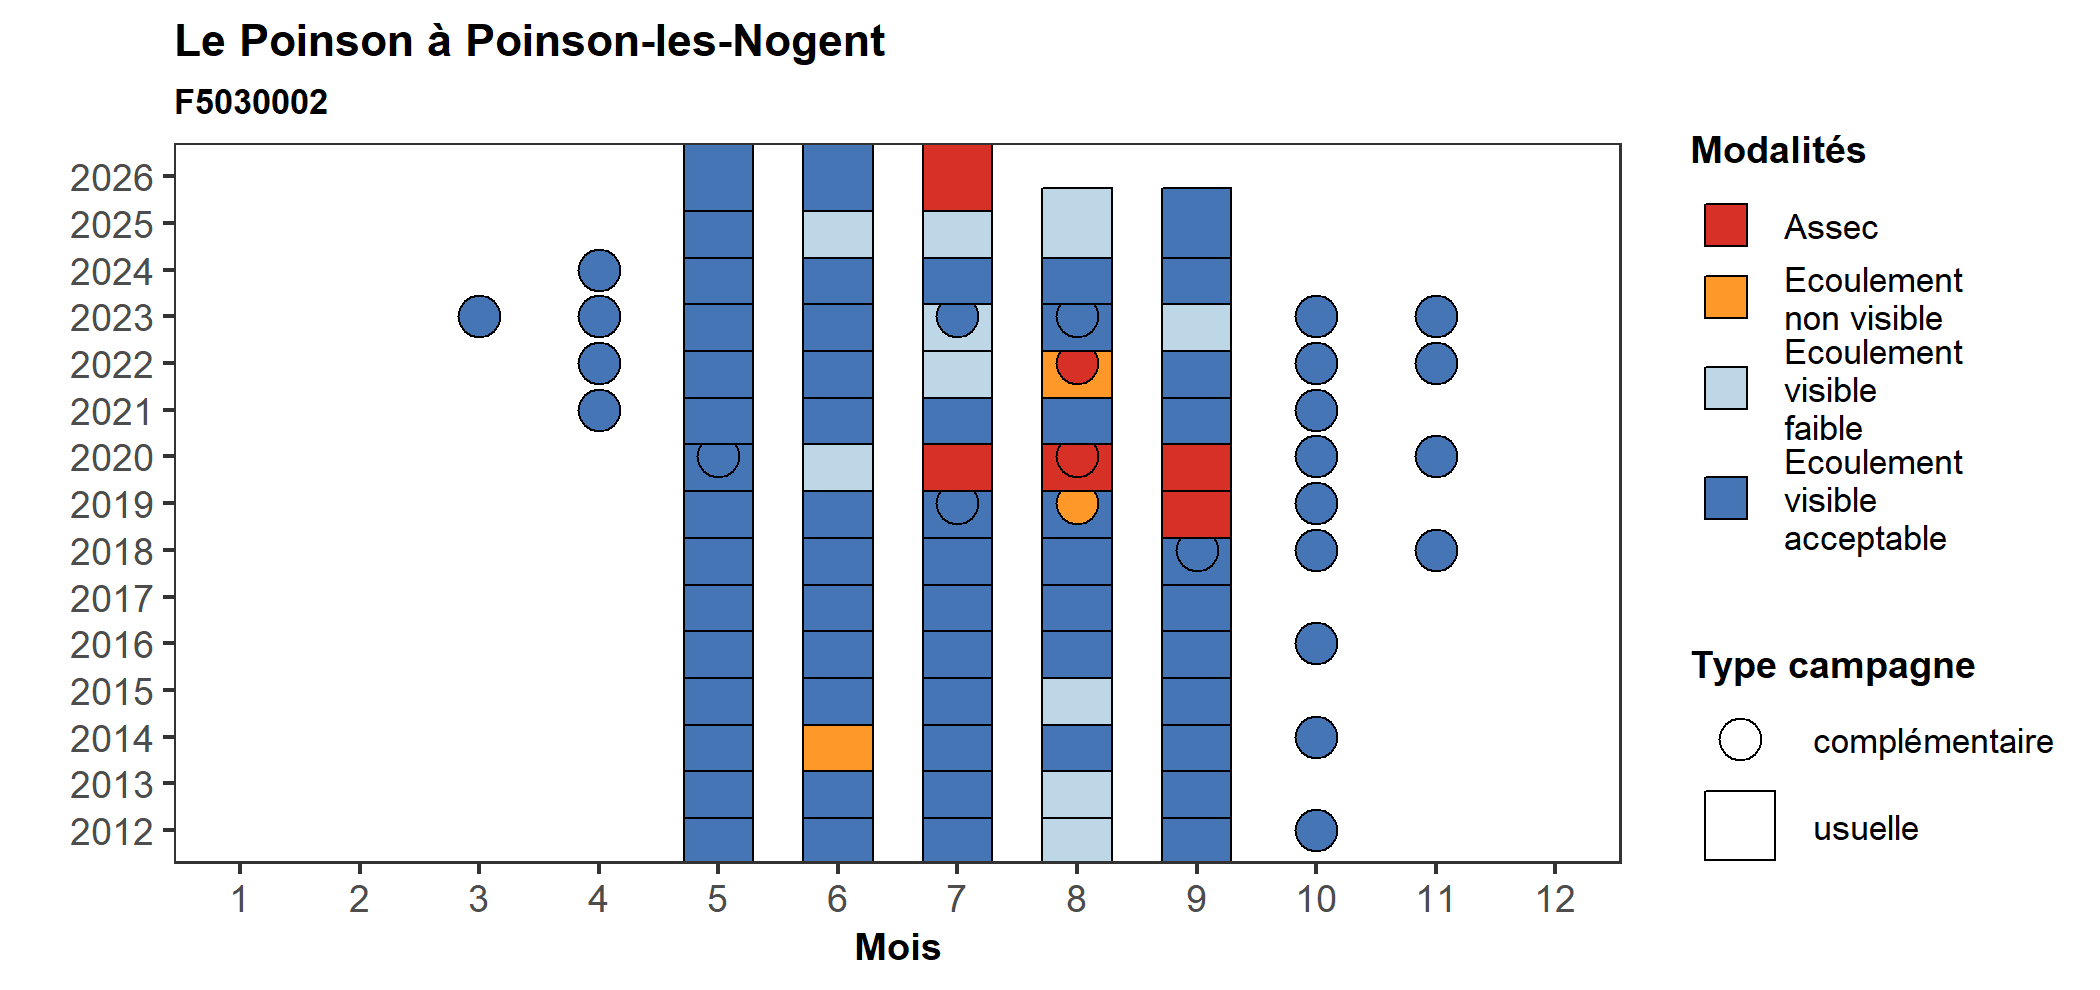 Le Poinson à Poinson-les-Nogent
F5030002
2026
2025
2024
2023
2022
2021
2020
2019
2018
2017
2016
2015
2014
2013
2012
1 2 3 4 5 6 7 8 9 10 11 12
Mois
Modalités
Assec
Ecoulement
non visible
Ecoulement
visible
faible
Ecoulement
visible
acceptable
Type campagne
complémentaire
usuelle